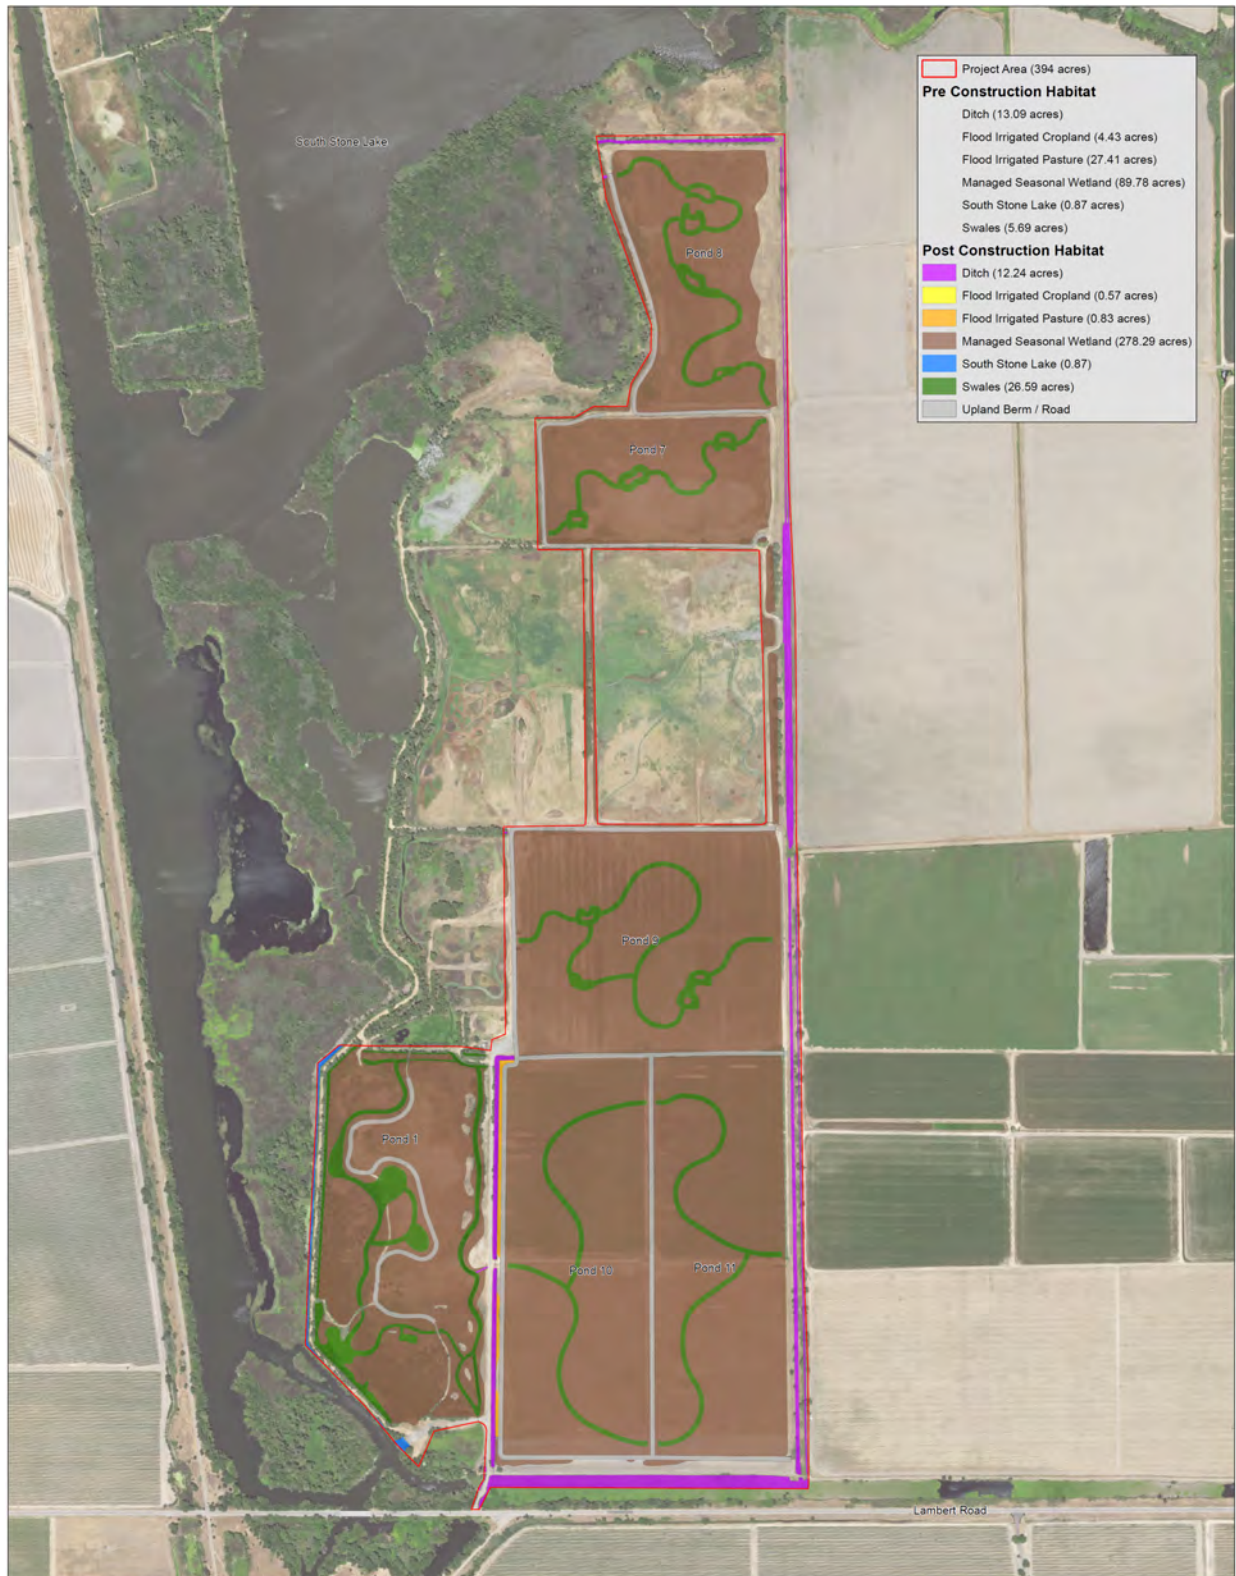 Project Area (394 acres)
Pre Construction Habitat
Ditch (13.09 acres)
Flood Irrigated Cropland (4.43 acres)
Flood Irrigated Pasture (27.41 acres)
Managed Seasonal Wetland (89.78 acres)
South Stone Lake (0.87 acres)
Swales (5.69 acres)
Post Construction Habitat
Ditch (12.24 acres)
Flood Irrigated Cropland (0.57 acres)
Flood Irrigated Pasture (0.83 acres)
Managed Seasonal Wetland (278.29 acres)
South Stone Lake (0.87)
Swales (26.59 acres)
Upland Berm / Road
South Stone Lake
Pond 8
Pond 7
Pond 9
Pond 1
Pond 10
Pond 11
Lambert Road